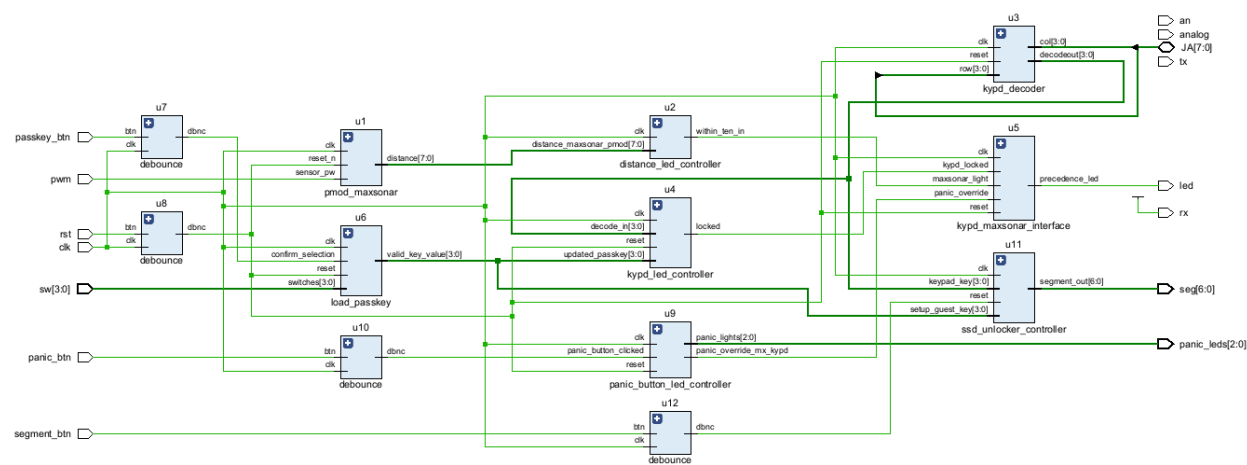 u3
clk
reset
row[3:0]
col[3:0]
decodeout[3:0]
kypd_decoder
an
analog
JA[7:0]
tx
u7
passkey_btn
btn
clk
dbnc
debounce
u1
clk
reset_n
sensor_pw
distance[7:0]
pmod_maxsonar
pwm
u2
clk
distance_maxsonar_pmod[7:0]
within_ten_in
distance_led_controller
u5
clk
kypd_locked
maxsonar_light
panic_override
reset
precedence_led
kypd_maxsonar_interface
led
rx
u8
rst
clk
btn
clk
dbnc
debounce
u6
clk
confirm_selection
reset
switches[3:0]
valid_key_value[3:0]
load_passkey
sw[3:0]
u4
clk
decode_in[3:0]
reset
updated_passkey[3:0]
locked
kypd_led_controller
u11
clk
keypad_key[3:0]
reset
setup_guest_key[3:0]
segment_out[6:0]
ssd_unlocker_controller
seg[6:0]
u10
panic_btn
btn
clk
dbnc
debounce
u9
clk
panic_button_clicked
reset
panic_lights[2:0]
panic_override_mx_kypd
panic_button_led_controller
panic_leds[2:0]
u12
segment_btn
btn
clk
dbnc
debounce